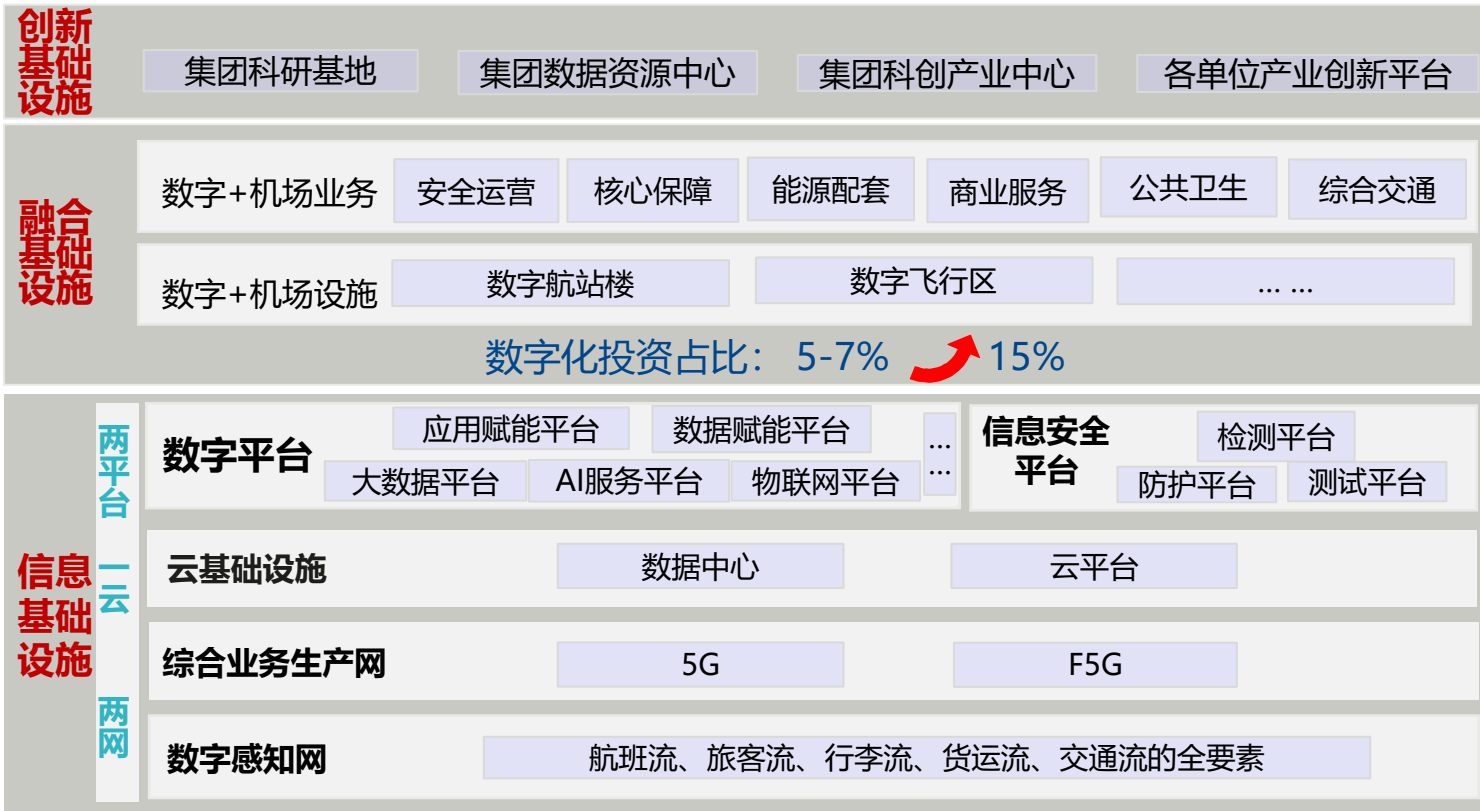 创新
基础
设施
集团科研基地 集团数据资源中心 集团科创产业中心 各单位产业创新平台
融合
基础
设施
数字+机场业务 安全运营 核心保障 能源配套 商业服务 公共卫生 综合交通
数字+机场设施 数字航站楼 数字飞行区 ... ...
数字化投资占比： 5-7% 15%
信息
基础
设施
两平台
数字平台
应用赋能平台 数据赋能平台
大数据平台 AI服务平台 物联网平台
...
...
信息安全
平台
检测平台
防护平台 测试平台
一云
云基础设施 数据中心 云平台
两网
综合业务生产网 5G F5G
数字感知网 航班流、旅客流、行李流、货运流、交通流的全要素